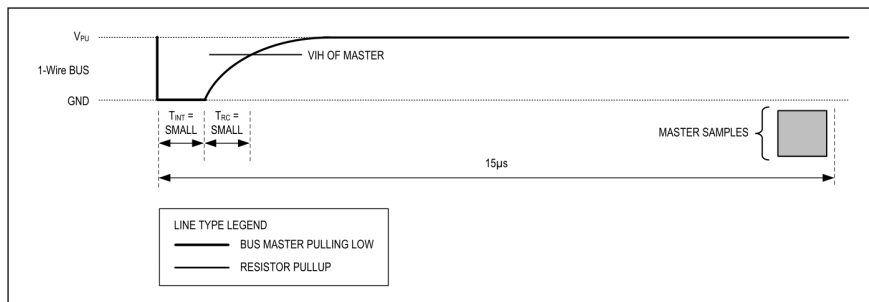 VPU
VIH OF MASTER
1-Wire BUS
GND
TINT =
SMALL
TRC =
SMALL
MASTER SAMPLES
15µs
LINE TYPE LEGEND
BUS MASTER PULLING LOW
RESISTOR PULLUP